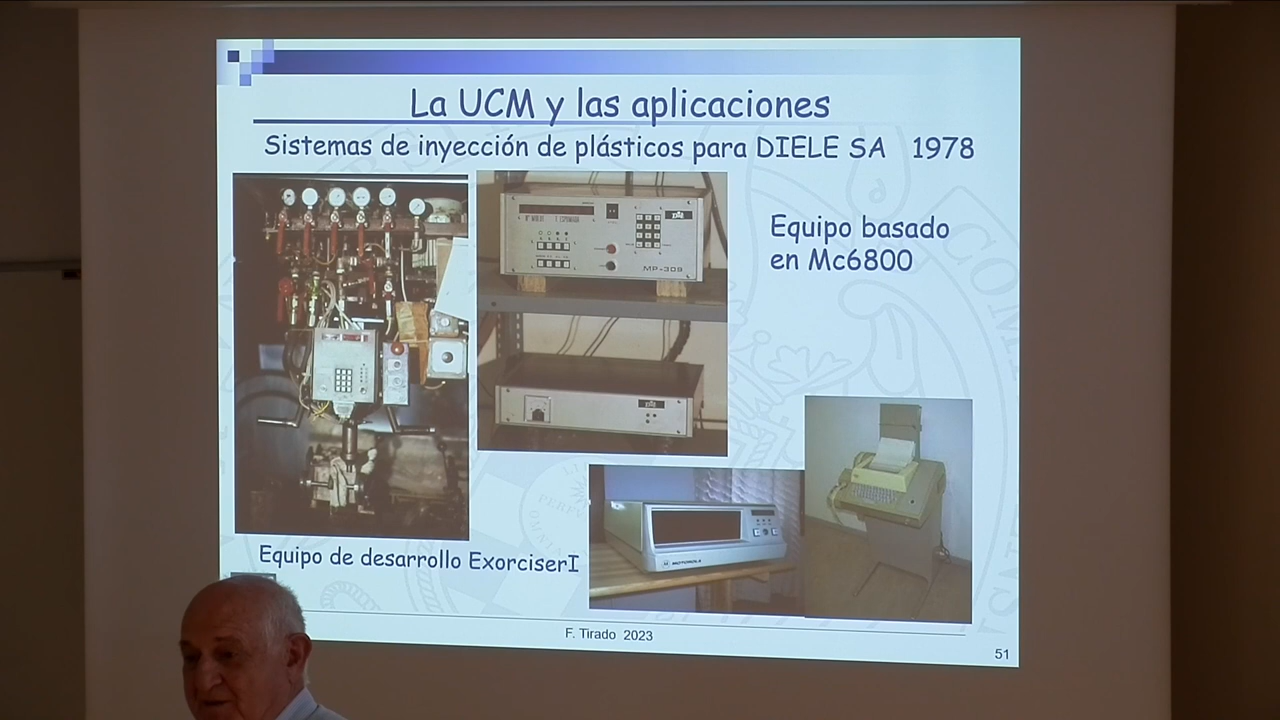 La UCM y las aplicaciones
Sistemas de inyección de plásticos para DIELE SA 1978
Equipo basado
en Mc6800
MP-309
MOTOROLA
Equipo de desarrollo ExorciserI
F. Tirado 2023
51